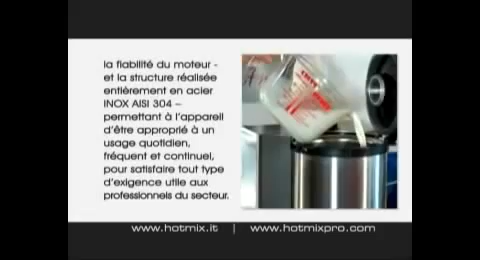 la fiabilité du moteur -
et la structure réalisée
entièrement en acier
INOX AISI 304 –
permettant à l'appareil
d'être approprié à un
usage quotidien,
fréquent et continuel,
pour satisfaire tout type
d'exigence utile aux
professionnels du secteur.
www.hotmix.it | www.hotmixpro.com